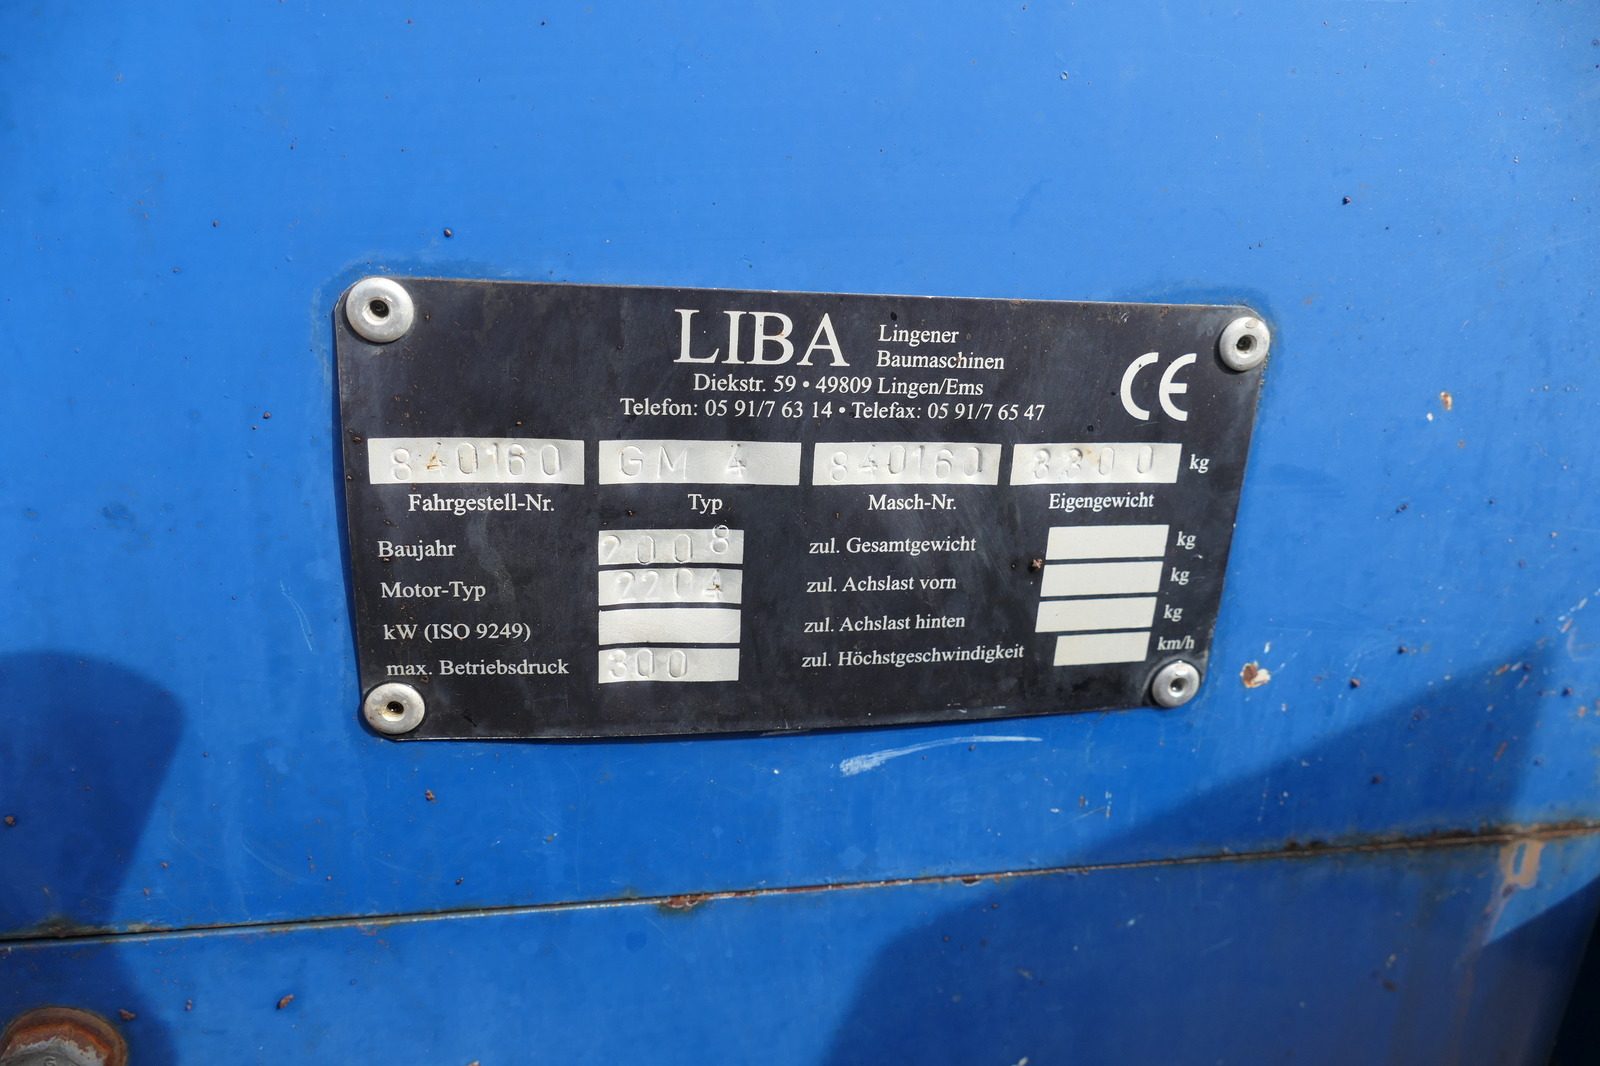 LIBA Lingener Baumaschinen
Diekstr. 59 • 49809 Lingen/Ems
Telefon: 05 91/7 63 14 • Telefax: 05 91/7 65 47
CE
840160 GM 4 840160 kg
Fahrgestell-Nr. Typ Masch-Nr. Eigengewicht
Baujahr 2008
Motor-Typ 2204
kW (ISO 9249)
max. Betriebsdruck 300
zul. Gesamtgewicht kg
zul. Achslast vorn kg
zul. Achslast hinten kg
zul. Höchstgeschwindigkeit km/h